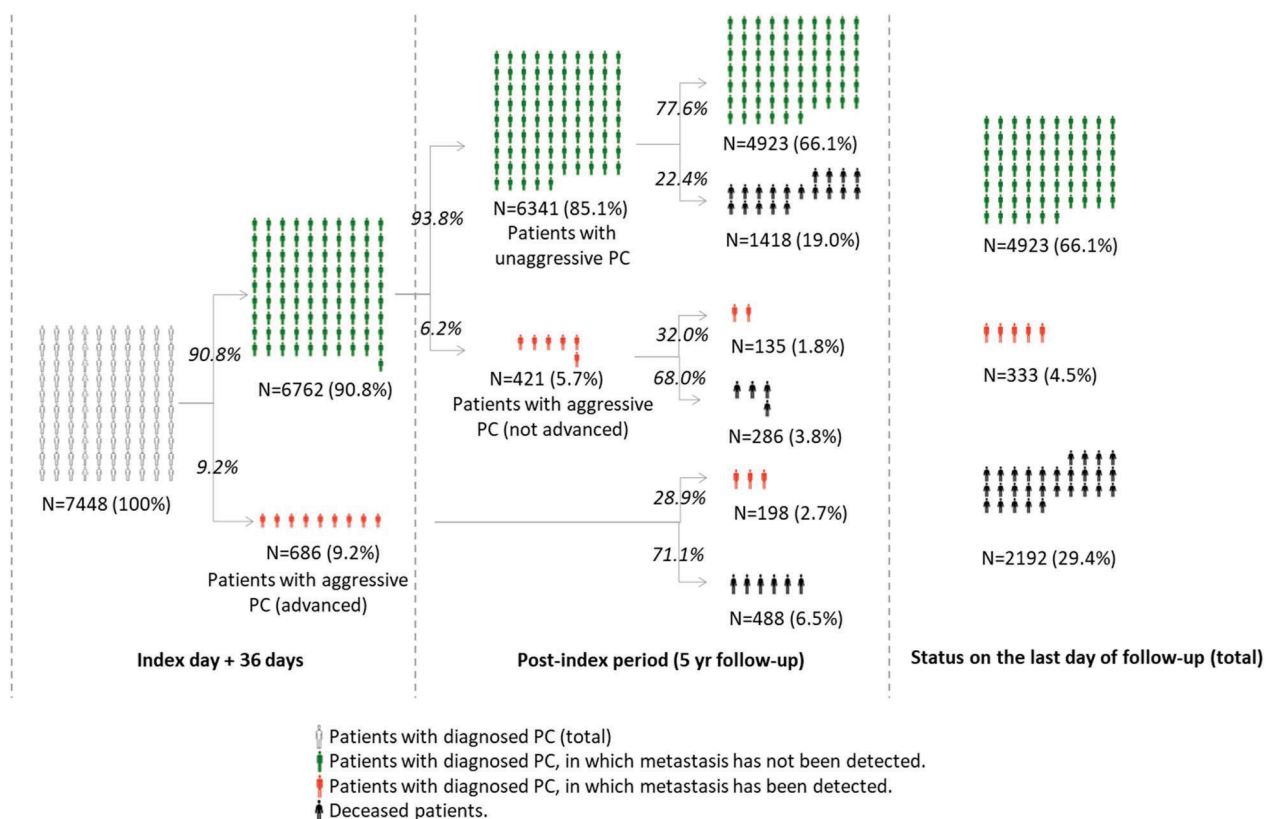 N=7448 (100%)
90.8%
9.2%
N=6762 (90.8%)
N=686 (9.2%)
Patients with aggressive
PC (advanced)
93.8%
6.2%
N=6341 (85.1%)
Patients with
unaggressive PC
N=421 (5.7%)
Patients with aggressive
PC (not advanced)
77.6%
22.4%
N=4923 (66.1%)
N=1418 (19.0%)
32.0%
68.0%
N=135 (1.8%)
N=286 (3.8%)
28.9%
71.1%
N=198 (2.7%)
N=488 (6.5%)
N=4923 (66.1%)
N=333 (4.5%)
N=2192 (29.4%)
Index day + 36 days
Post-index period (5 yr follow-up)
Status on the last day of follow-up (total)
Patients with diagnosed PC (total)
Patients with diagnosed PC, in which metastasis has not been detected.
Patients with diagnosed PC, in which metastasis has been detected.
Deceased patients.